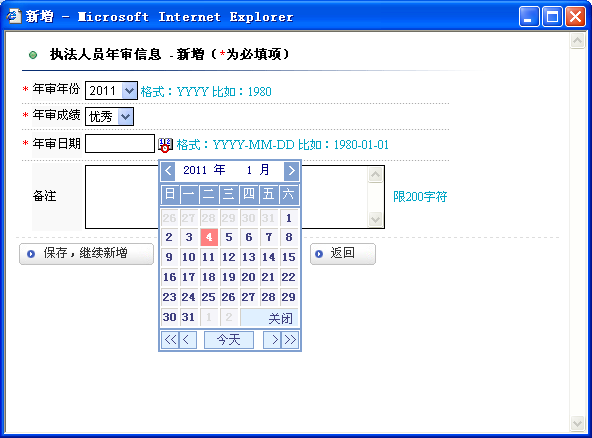 新增 - Microsoft Internet Explorer
执法人员年审信息 -新增（*为必填项）
* 年审年份 2011 格式：YYYY 比如：1980
* 年审成绩 优秀
* 年审日期 格式：YYYY-MM-DD 比如：1980-01-01
备注 限200字符
2011 年 1 月
日 一 二 三 四 五 六
26 27 28 29 30 31 1
2 3 4 5 6 7 8
9 10 11 12 13 14 15
16 17 18 19 20 21 22
23 24 25 26 27 28 29
30 31 1 2 关闭
<< < 今天 > >>
保存，继续新增 返回